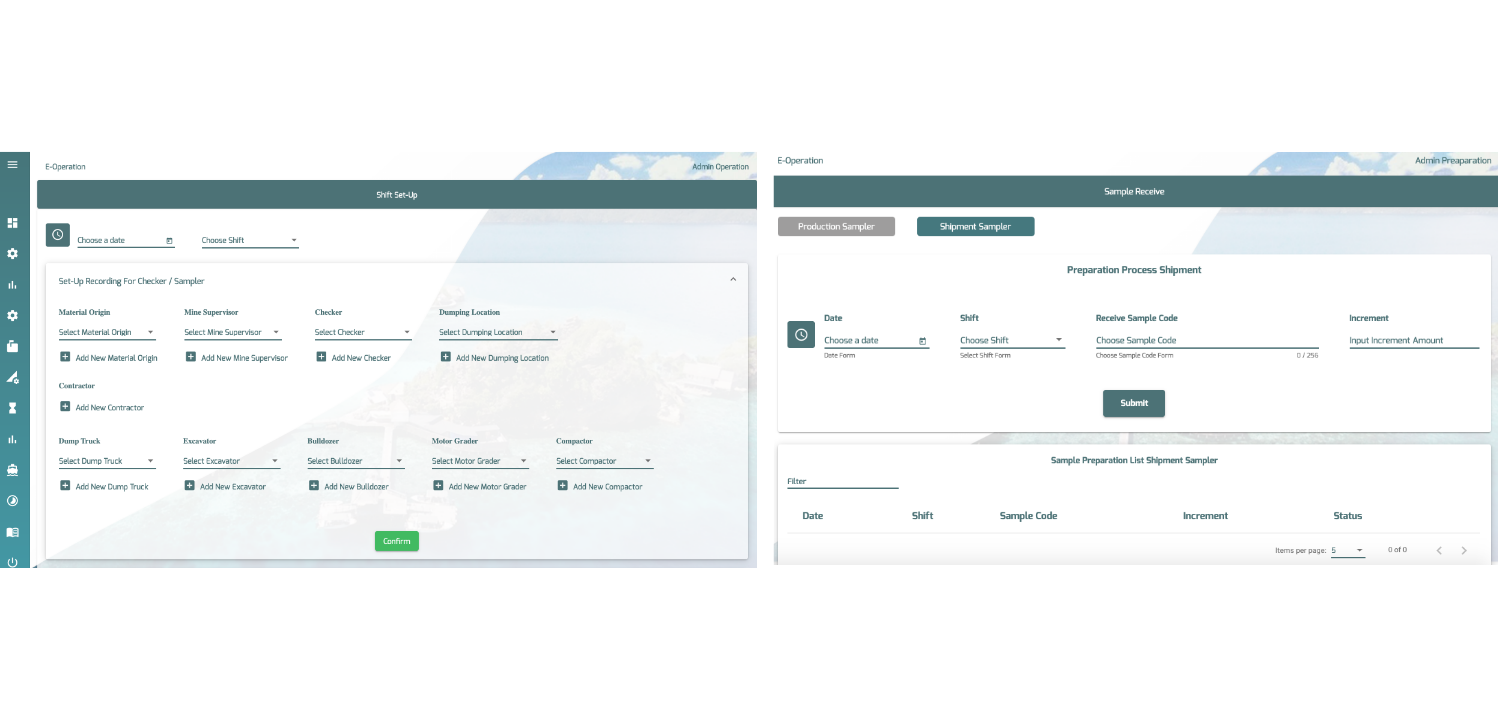 E-Operation
Admin Operation
Shift Set-Up
Choose a date
Choose Shift
Set-Up Recording For Checker / Sampler
Material Origin
Mine Supervisor
Checker
Dumping Location
Select Material Origin
Select Mine Supervisor
Select Checker
Select Dumping Location
Add New Material Origin
Add New Mine Supervisor
Add New Checker
Add New Dumping Location
Contractor
Add New Contractor
Dump Truck
Excavator
Bulldozer
Motor Grader
Compactor
Select Dump Truck
Select Excavator
Select Bulldozer
Select Motor Grader
Select Compactor
Add New Dump Truck
Add New Excavator
Add New Bulldozer
Add New Motor Grader
Add New Compactor
Confirm
E-Operation
Admin Preaparation
Sample Receive
Production Sampler
Shipment Sampler
Preparation Process Shipment
Date
Shift
Receive Sample Code
Increment
Choose a date
Choose Shift
Choose Sample Code
Input Increment Amount
Date Form
Select Shift Form
Choose Sample Code Form
0 / 256
Submit
Sample Preparation List Shipment Sampler
Filter
Date
Shift
Sample Code
Increment
Status
Items per page:
5
0 of 0